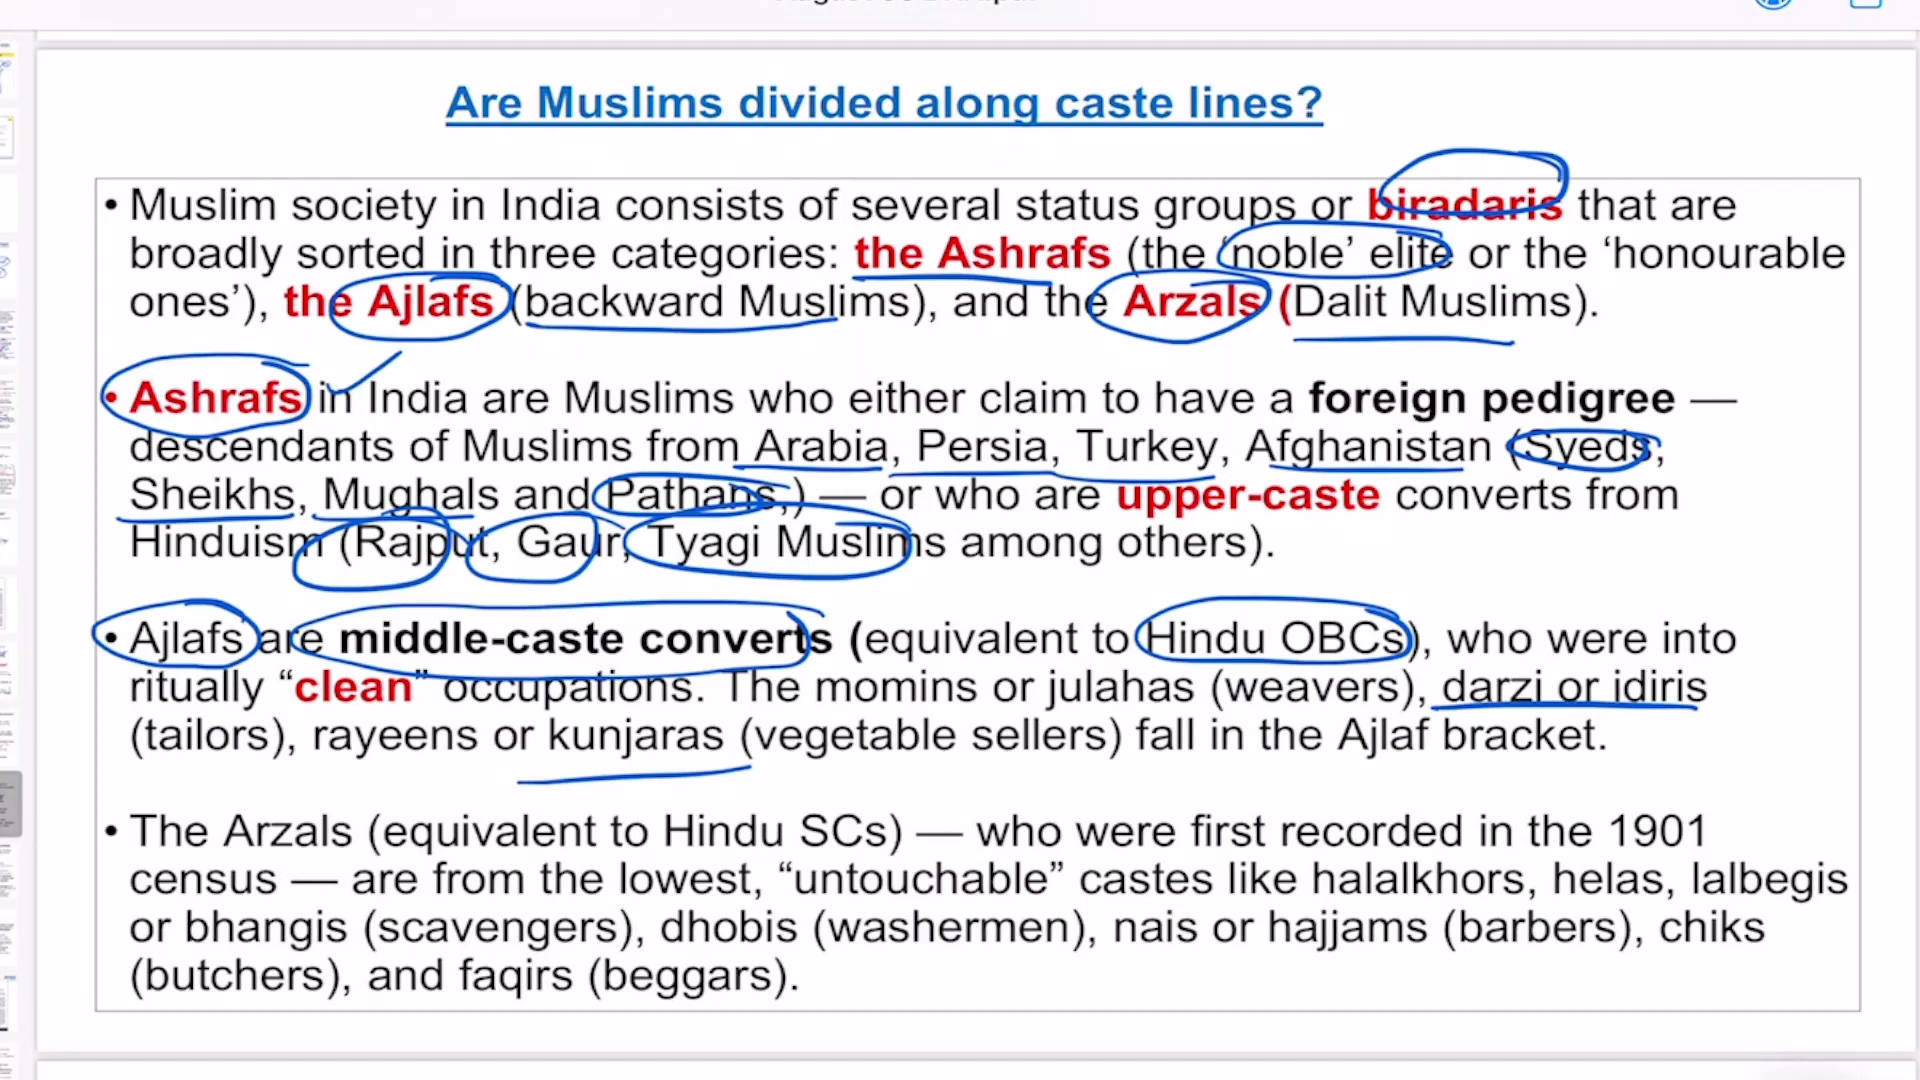 Are Muslims divided along caste lines?
• Muslim society in India consists of several status groups or biradaris that are
broadly sorted in three categories: the Ashrafs (the ‘noble’ elite or the ‘honourable
ones’), the Ajlafs (backward Muslims), and the Arzals (Dalit Muslims).
• Ashrafs in India are Muslims who either claim to have a foreign pedigree —
descendants of Muslims from Arabia, Persia, Turkey, Afghanistan (Syeds,
Sheikhs, Mughals and Pathans,) — or who are upper-caste converts from
Hinduism (Rajput, Gaur, Tyagi Muslims among others).
• Ajlafs are middle-caste converts (equivalent to Hindu OBCs), who were into
ritually “clean” occupations. The momins or julahas (weavers), darzi or idiris
(tailors), rayeens or kunjaras (vegetable sellers) fall in the Ajlaf bracket.
• The Arzals (equivalent to Hindu SCs) — who were first recorded in the 1901
census — are from the lowest, “untouchable” castes like halalkhors, helas, lalbegis
or bhangis (scavengers), dhobis (washermen), nais or hajjams (barbers), chiks
(butchers), and faqirs (beggars).